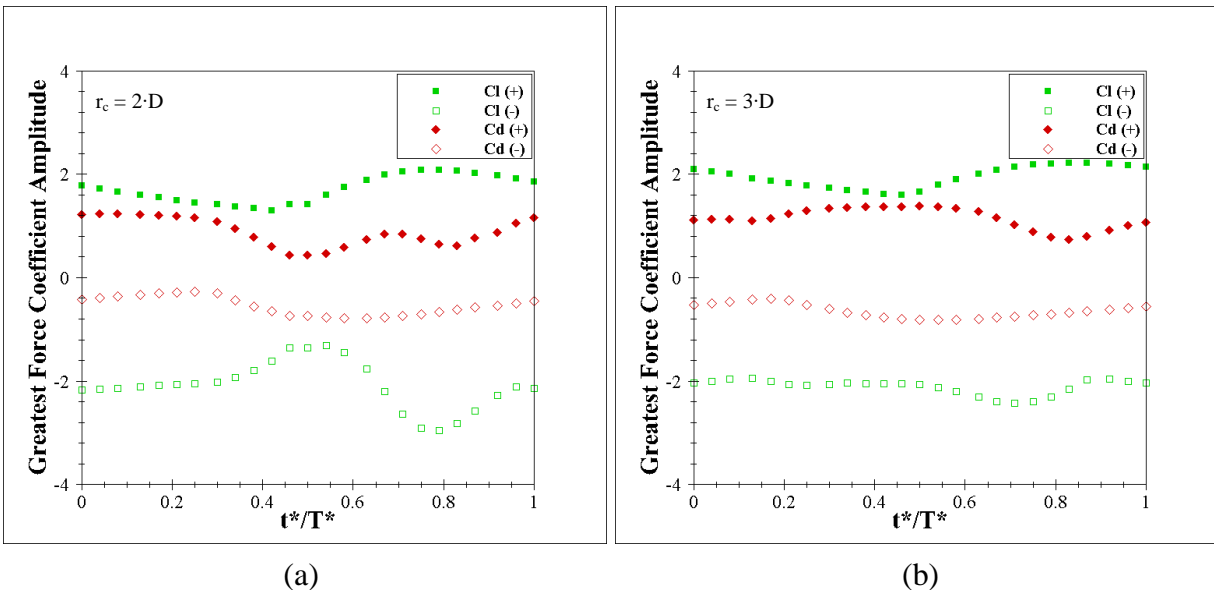 4
2
0
-2
-4
Greatest Force Coefficient Amplitude
r_c = 2·D
Cl (+)
Cl (-)
Cd (+)
Cd (-)
0
0.2
0.4
0.6
0.8
1
t*/T*
(a)
4
2
0
-2
-4
Greatest Force Coefficient Amplitude
r_c = 3·D
Cl (+)
Cl (-)
Cd (+)
Cd (-)
0
0.2
0.4
0.6
0.8
1
t*/T*
(b)